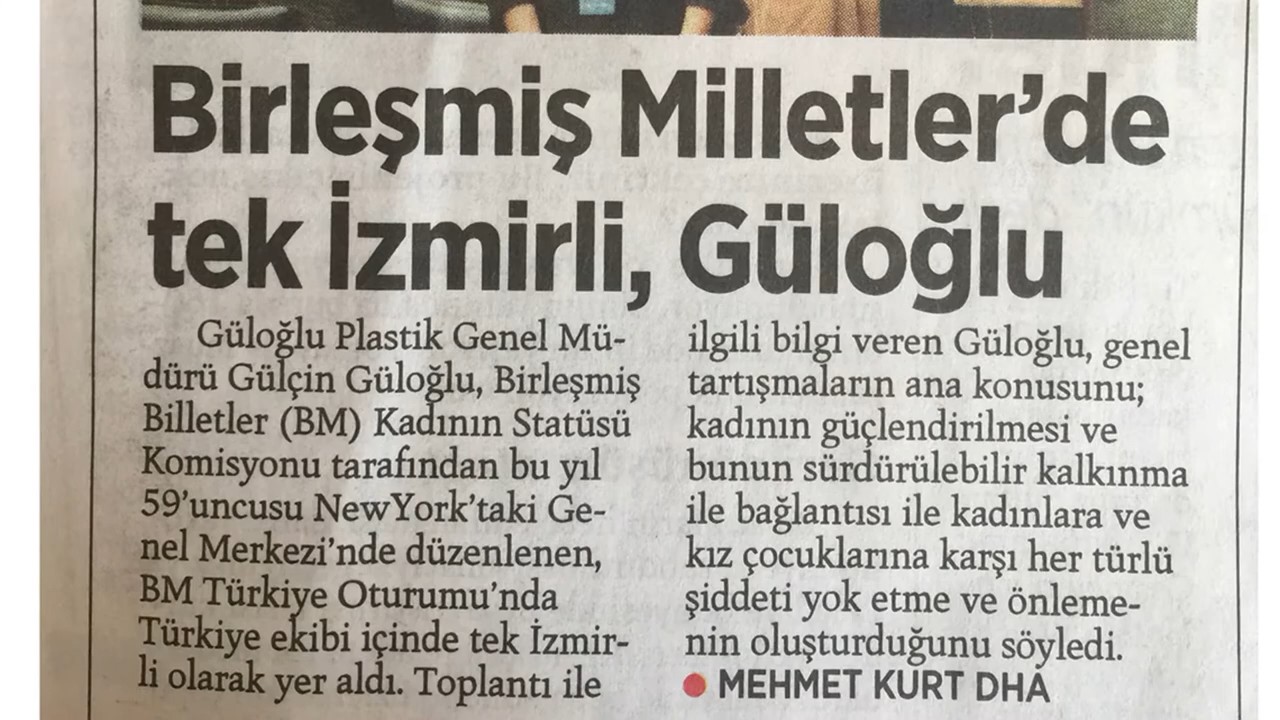 Birleşmiş Milletler’de
tek İzmirli, Güloğlu
Güloğlu Plastik Genel Mü-
dürü Gülçin Güloğlu, Birleşmiş
Billetler (BM) Kadının Statüsü
Komisyonu tarafından bu yıl
59’uncusu NewYork’taki Ge-
nel Merkezi’nde düzenlenen,
BM Türkiye Oturumu’nda
Türkiye ekibi içinde tek İzmir-
li olarak yer aldı. Toplantı ile
ilgili bilgi veren Güloğlu, genel
tartışmaların ana konusunu;
kadının güçlendirilmesi ve
bunun sürdürülebilir kalkınma
ile bağlantısı ile kadınlara ve
kız çocuklarına karşı her türlü
şiddeti yok etme ve önleme-
nin oluşturduğunu söyledi.
● MEHMET KURT DHA